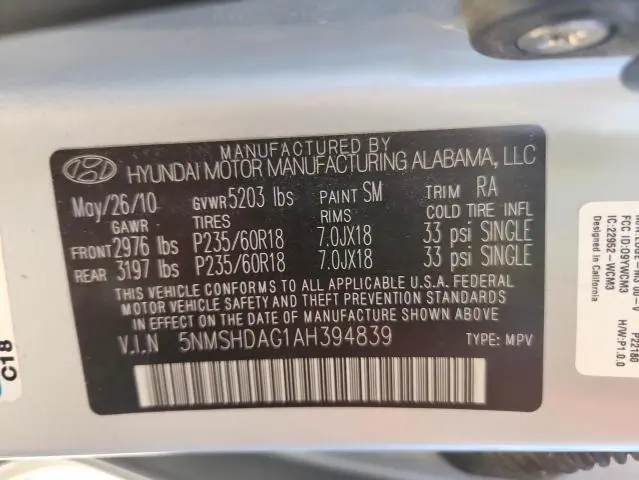 MANUFACTURED BY
HYUNDAI MOTOR MANUFACTURING ALABAMA, LLC
May/26/10 GVWR 5203 lbs PAINT SM TRIM RA
GAWR TIRES RIMS COLD TIRE INFL
FRONT 2976 lbs P235/60R18 7.0JX18 33 psi SINGLE
REAR 3197 lbs P235/60R18 7.0JX18 33 psi SINGLE
THIS VEHICLE CONFORMS TO ALL APPLICABLE U.S.A. FEDERAL
MOTOR VEHICLE SAFETY AND THEFT PREVENTION STANDARDS
IN EFFECT ON THE DATE OF MANUFACTURE SHOWN ABOVE.
V.I.N 5NMSHDAG1AH394839
TYPE: MPV
C18
FCC ID:O9YWCM3
IC:22952-WCM3
P22180
H/W:P1.0.0